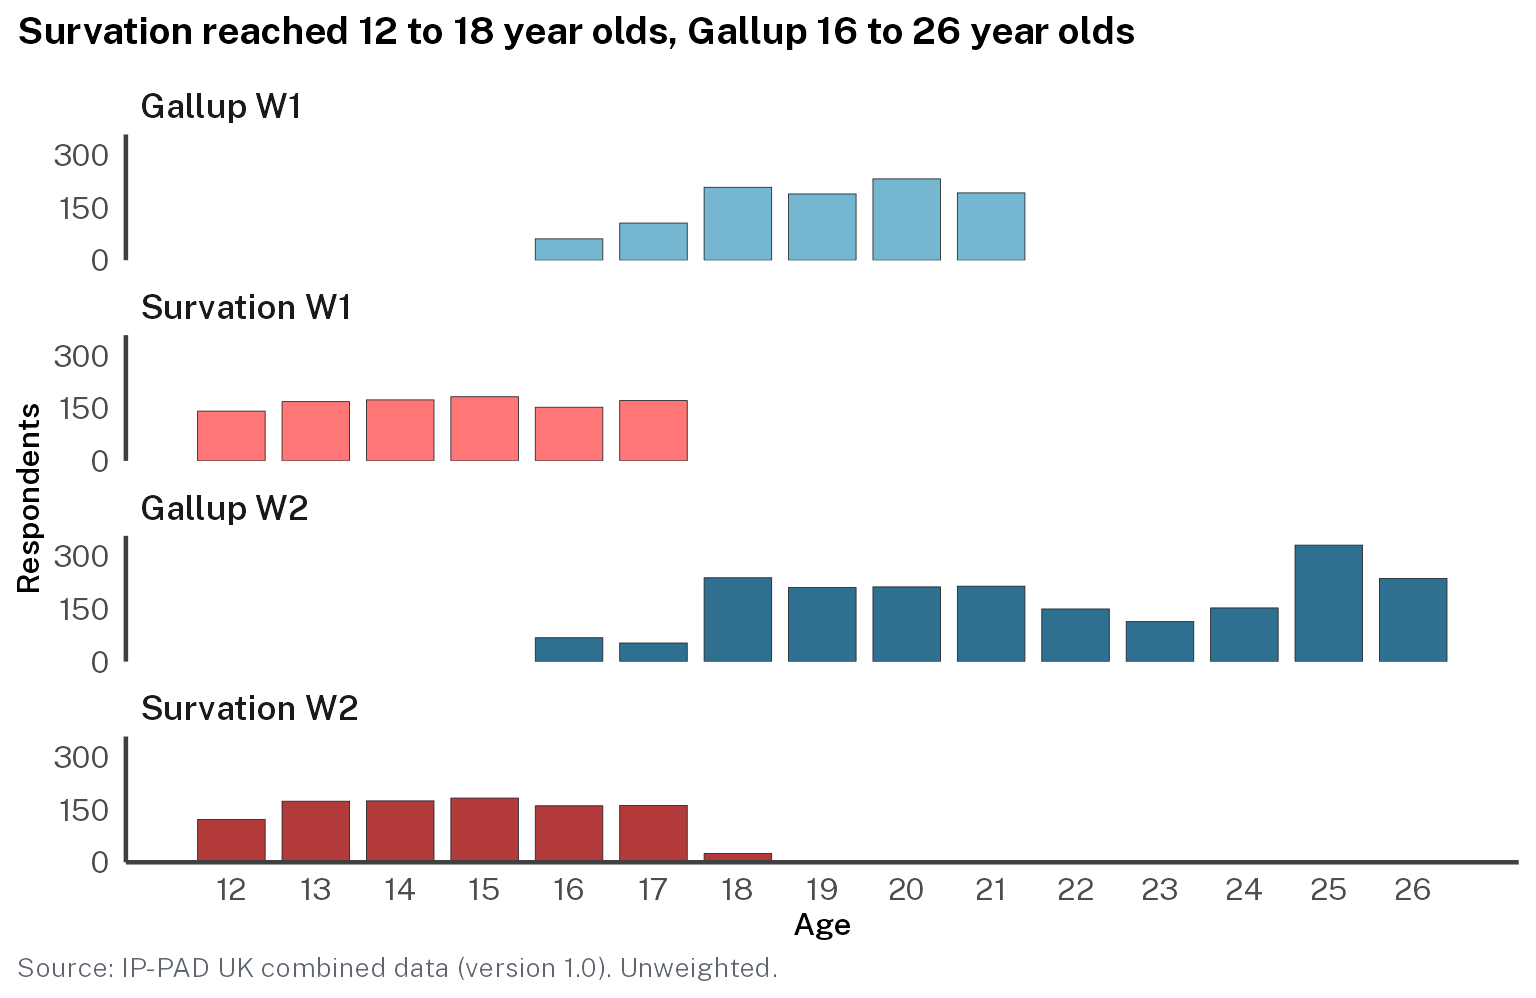 Survation reached 12 to 18 year olds, Gallup 16 to 26 year olds
Gallup W1
300
150
0
Survation W1
300
150
0
Respondents
Gallup W2
300
150
0
Survation W2
300
150
0
12 13 14 15 16 17 18 19 20 21 22 23 24 25 26
Age
Source: IP-PAD UK combined data (version 1.0). Unweighted.